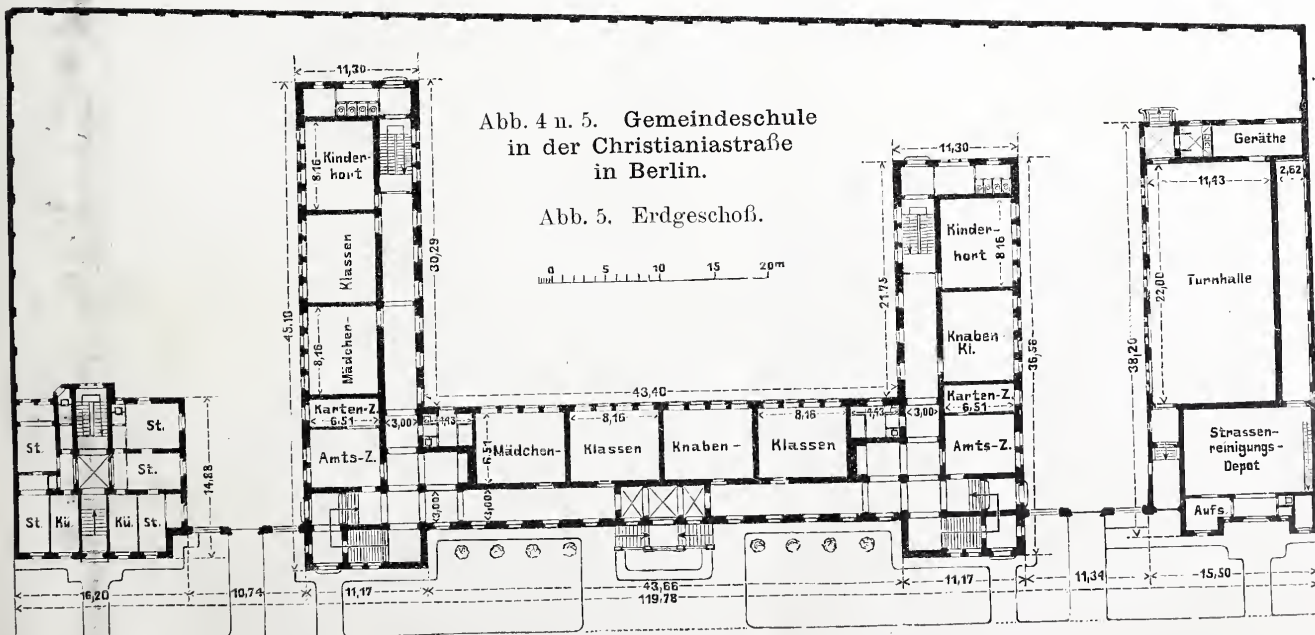 Abb. 4 u. 5. Gemeindeschule
in der Christianiastraße
in Berlin.
Abb. 5. Erdgeschoß.
0 5 10 15 20m
11,30
Kinder-
hort
8,16
Klassen
Mädchen-
8,16
Karten-Z.
6,51
3,00
4,43
Amts-Z.
45,10
30,29
43,40
Mädchen-
6,51
8,16
Klassen
Knaben-
8,16
Klassen
3,00
3,00
11,30
Kinder-
hort
8,16
Knaben
Kl.
Karten-Z.
6,51
4,43
3,00
Amts-Z.
21,73
36,56
Geräthe
11,43
2,62
Turnhalle
22,00
38,20
Strassen-
reinigungs-
Depot
Aufs.
St.
St.
St.
St.
Kü.
Kü.
St.
14,88
16,20
10,74
11,17
43,66
11,17
11,34
15,50
119,78